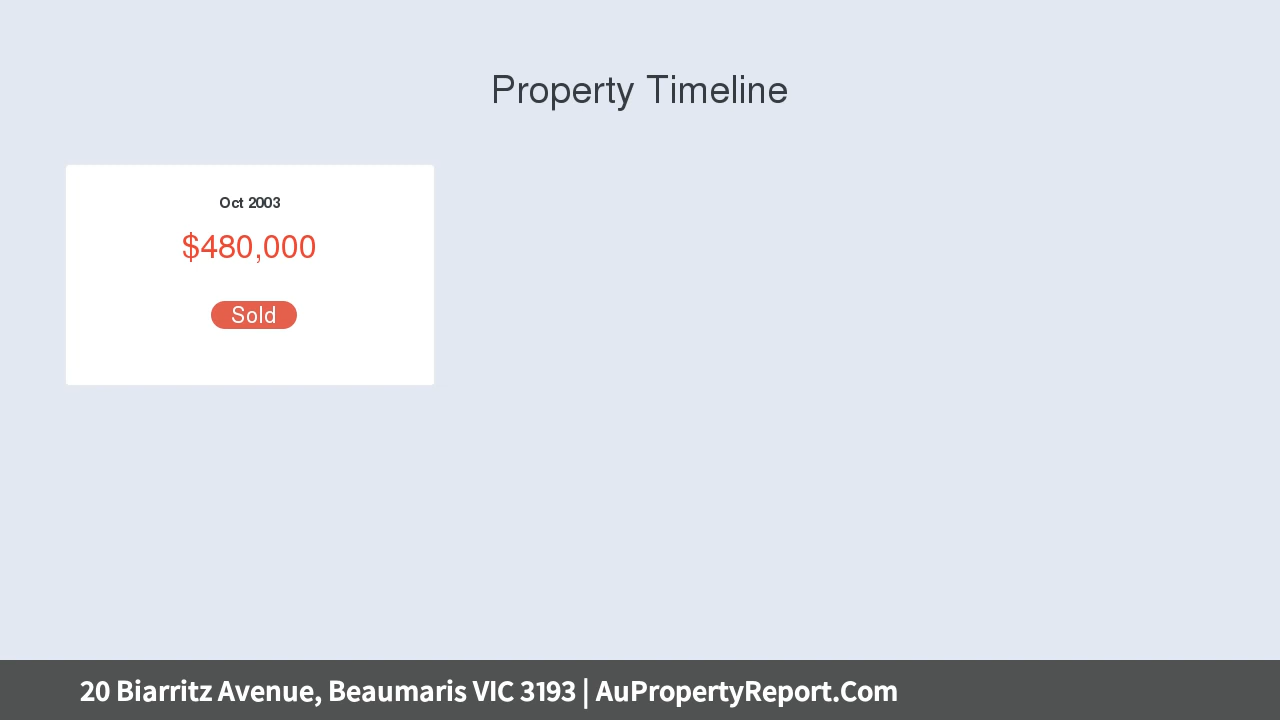 Property Timeline
Oct 2003
$480,000
Sold
20 Biarritz Avenue, Beaumaris VIC 3193 | AuPropertyReport.Com